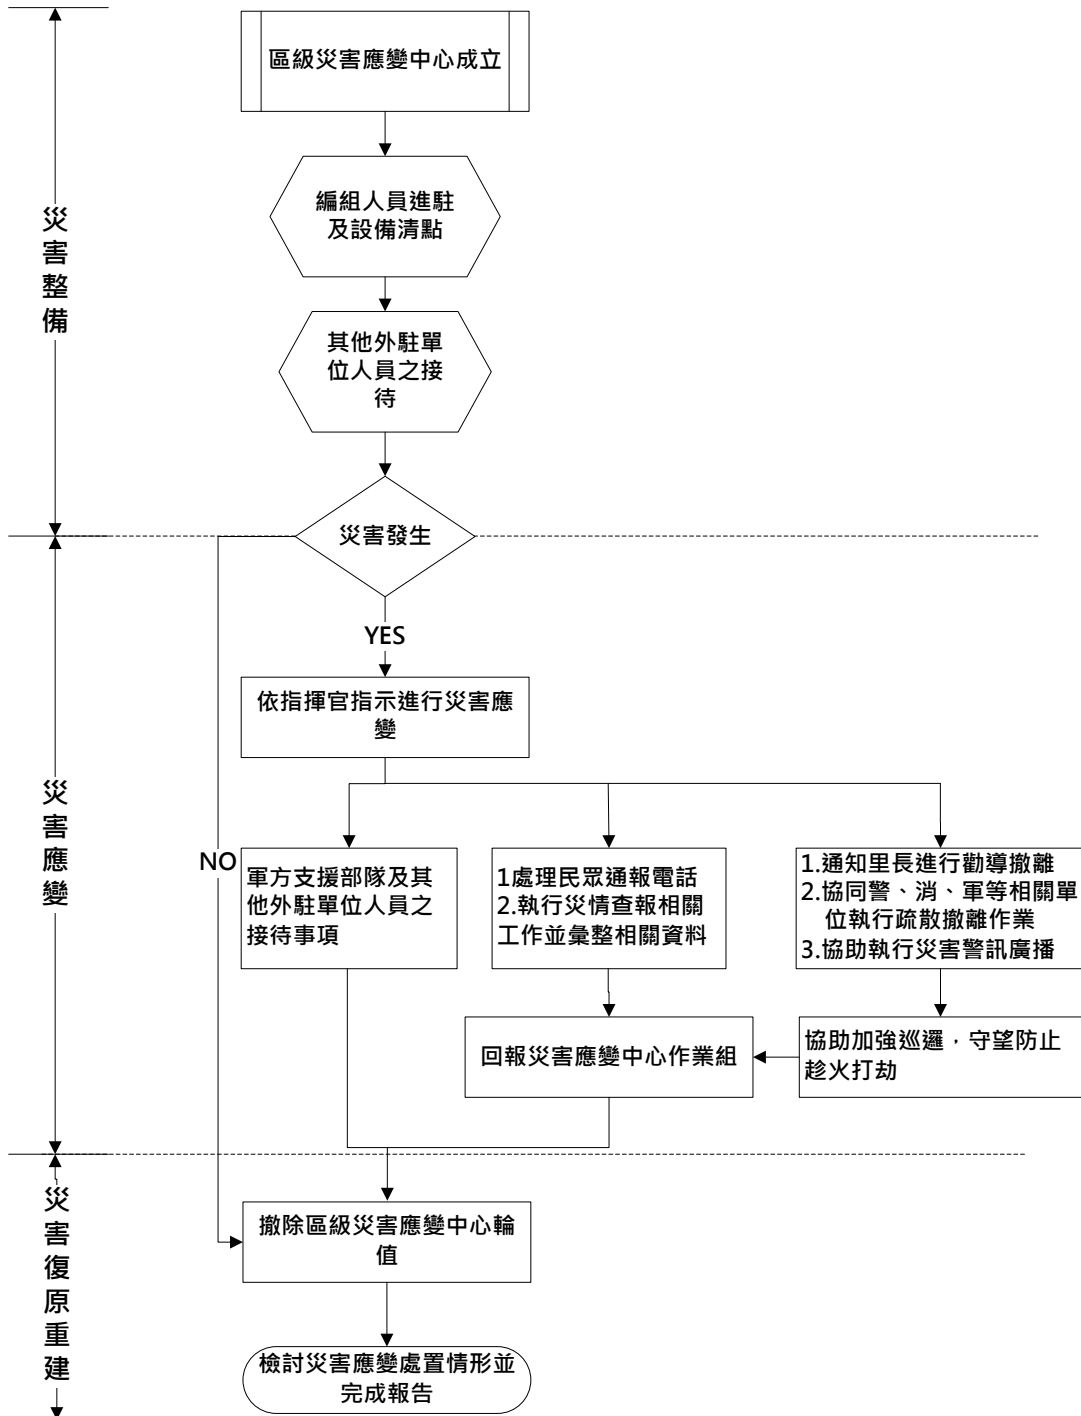 區級災害應變中心成立
編組人員進駐
及設備清點
災害整備
其他外駐單
位人員之接
待
災害發生
YES
依指揮官指示進行災害應
變
災害應變
NO
軍方支援部隊及其
他外駐單位人員之
接待事項
1處理民眾通報電話
2.執行災情查報相關
工作並彙整相關資料
1.通知里長進行勸導撤離
2.協同警、消、軍等相關單
位執行疏散撤離作業
3.協助執行災害警訊廣播
回報災害應變中心作業組
協助加強巡邏，守望防止
趁火打劫
災害復原重建
撤除區級災害應變中心輪
值
檢討災害應變處置情形並
完成報告